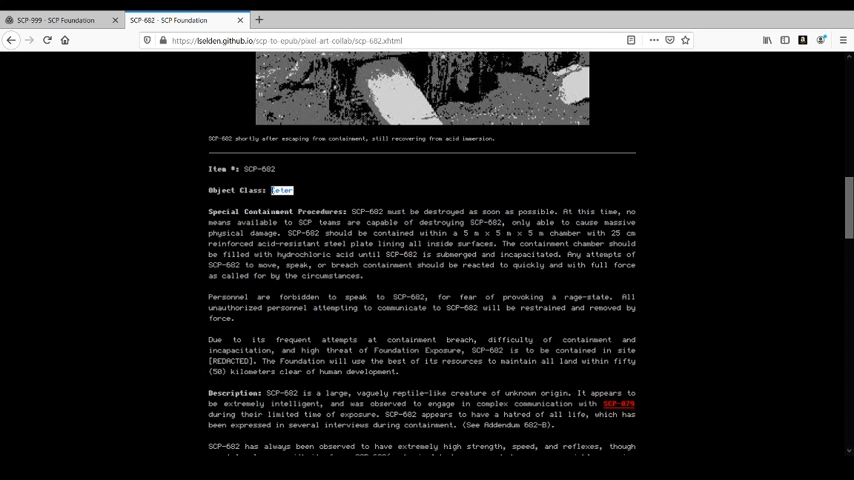 SCP-999 - SCP Foundation
SCP-682 - SCP Foundation
https://lselden.github.io/scp-to-epub/pixel-art-collab/scp-682.xhtml
SCP-682 shortly after escaping from containment, still recovering from acid immersion.
Item #: SCP-682
Object Class: Keter
Special Containment Procedures: SCP-682 must be destroyed as soon as possible. At this time, no
means available to SCP teams are capable of destroying SCP-682, only able to cause massive
physical damage. SCP-682 should be contained within a 5 m x 5 m x 5 m chamber with 25 cm
reinforced acid-resistant steel plate lining all inside surfaces. The containment chamber should
be filled with hydrochloric acid until SCP-682 is submerged and incapacitated. Any attempts of
SCP-682 to move, speak, or breach containment should be reacted to quickly and with full force
as called for by the circumstances.
Personnel are forbidden to speak to SCP-682, for fear of provoking a rage-state. All
unauthorized personnel attempting to communicate to SCP-682 will be restrained and removed by
force.
Due to its frequent attempts at containment breach, difficulty of containment and
incapacitation, and high threat of Foundation Exposure, SCP-682 is to be contained in site
[REDACTED]. The Foundation will use the best of its resources to maintain all land within fifty
(50) kilometers clear of human development.
Description: SCP-682 is a large, vaguely reptile-like creature of unknown origin. It appears to
be extremely intelligent, and was observed to engage in complex communication with SCP-079
during their limited time of exposure. SCP-682 appears to have a hatred of all life, which has
been expressed in several interviews during containment. (See Addendum 682-B).
SCP-682 has always been observed to have extremely high strength, speed, and reflexes, though